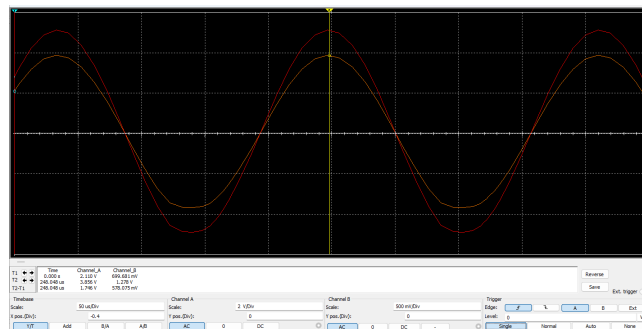 Time Channel_A Channel_B
T1 0.000 s 2.110 V 699.681 mV
T2 248.048 us 3.856 V 1.278 V
T2-T1 248.048 us 1.746 V 578.075 mV
Reverse
Save
Ext. trigger
Timebase Channel A Channel B Trigger
Scale: 50 us/Div Scale: 2 V/Div Scale: 500 mV/Div Edge: A B Ext
X pos.(Div): -0.4 Y pos.(Div): 0 Y pos.(Div): 0 Level: 0
Y/T Add B/A A/B AC 0 DC AC 0 DC - Single Normal Auto None